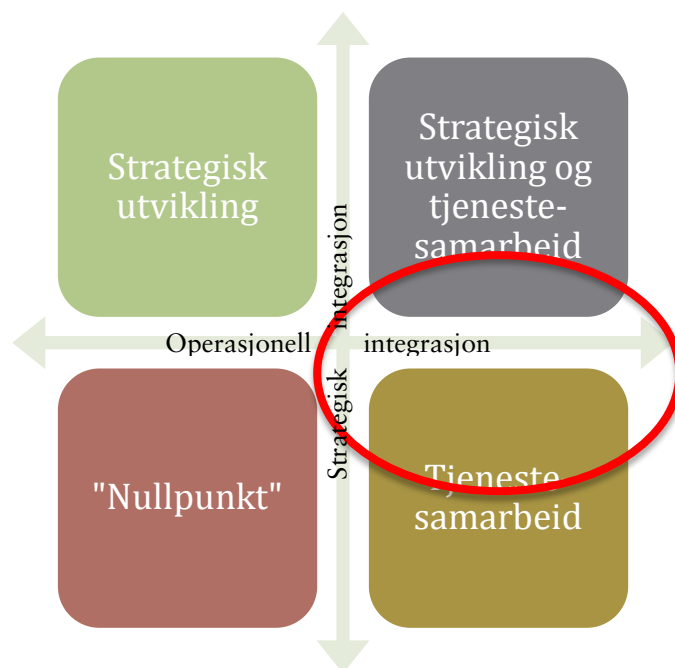 Strategisk
utvikling
Strategisk
utvikling og
tjeneste-
samarbeid
Operasjonell integrasjon
Strategisk integrasjon
"Nullpunkt"
Tjeneste
samarbeid